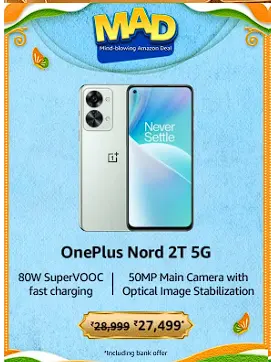 MAD
Mind-blowing Amazon Deal
Never
Settle
OnePlus Nord 2T 5G
80W SuperVOOC
fast charging
50MP Main Camera with
Optical Image Stabilization
₹28,999 ₹27,499*
*Including bank offer